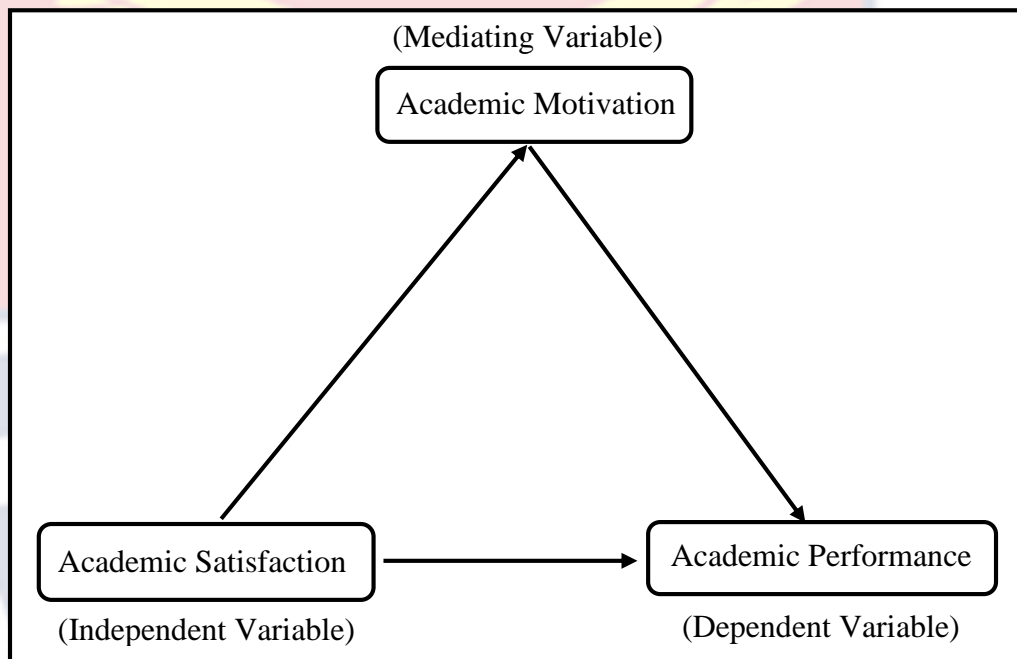 (Mediating Variable)
Academic Motivation
Academic Satisfaction
(Independent Variable)
Academic Performance
(Dependent Variable)